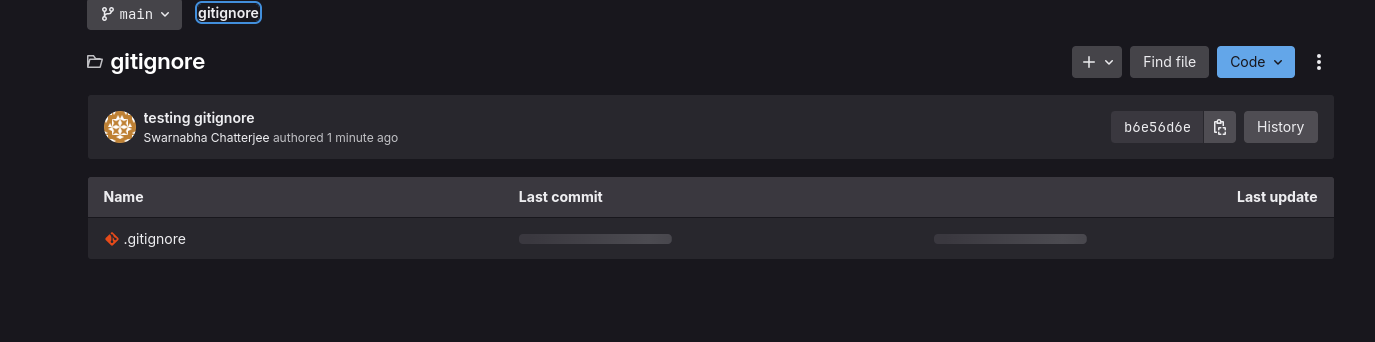 main
gitignore
gitignore
Find file
Code
testing gitignore
Swarnabha Chatterjee authored 1 minute ago
b6e56d6e
History
Name Last commit Last update
.gitignore